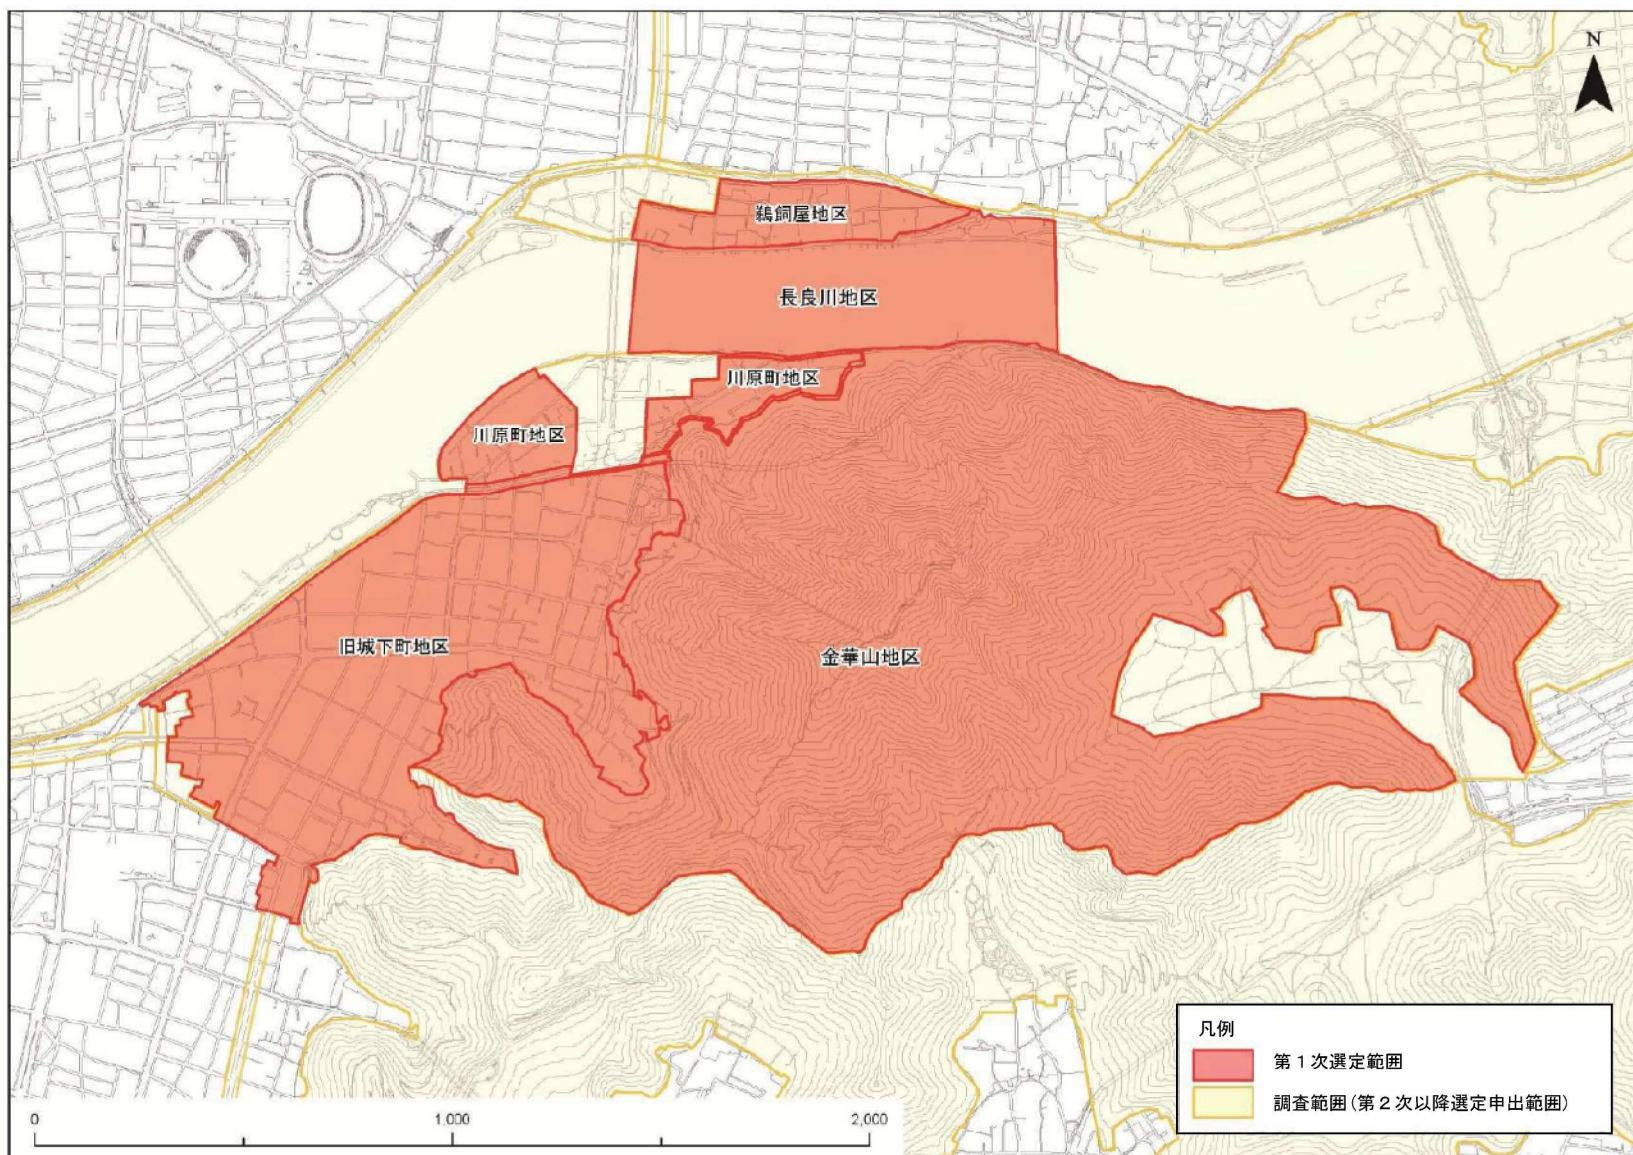 N
鵜飼屋地区
長良川地区
川原町地区
川原町地区
旧城下町地区
金華山地区
凡例
第1次選定範囲
調査範囲(第2次以降選定申出範囲)
0 1,000 2,000